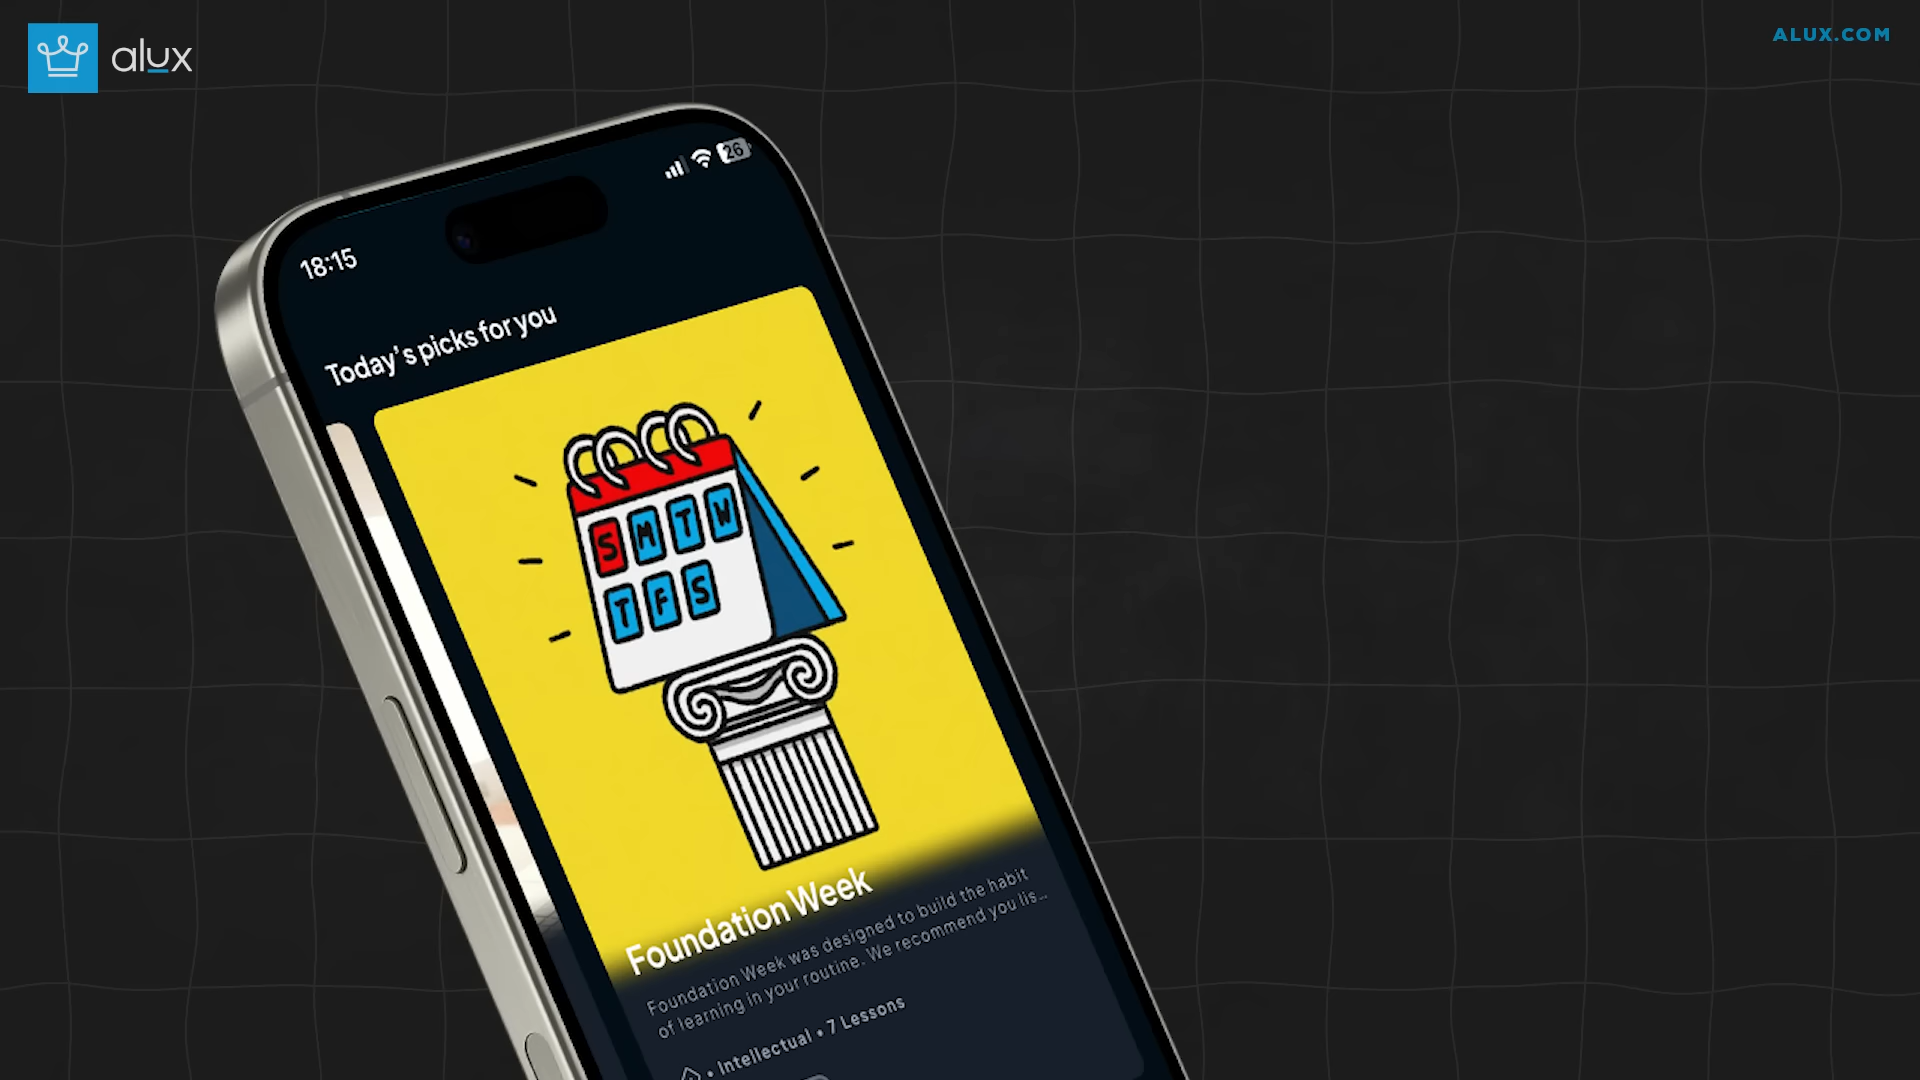 alux
ALUX.COM
18:15
26
Today's picks for you
S M T W
T F S
Foundation Week
Foundation Week was designed to build the habit
of learning in your routine. We recommend you lis...
• Intellectual • 7 Lessons